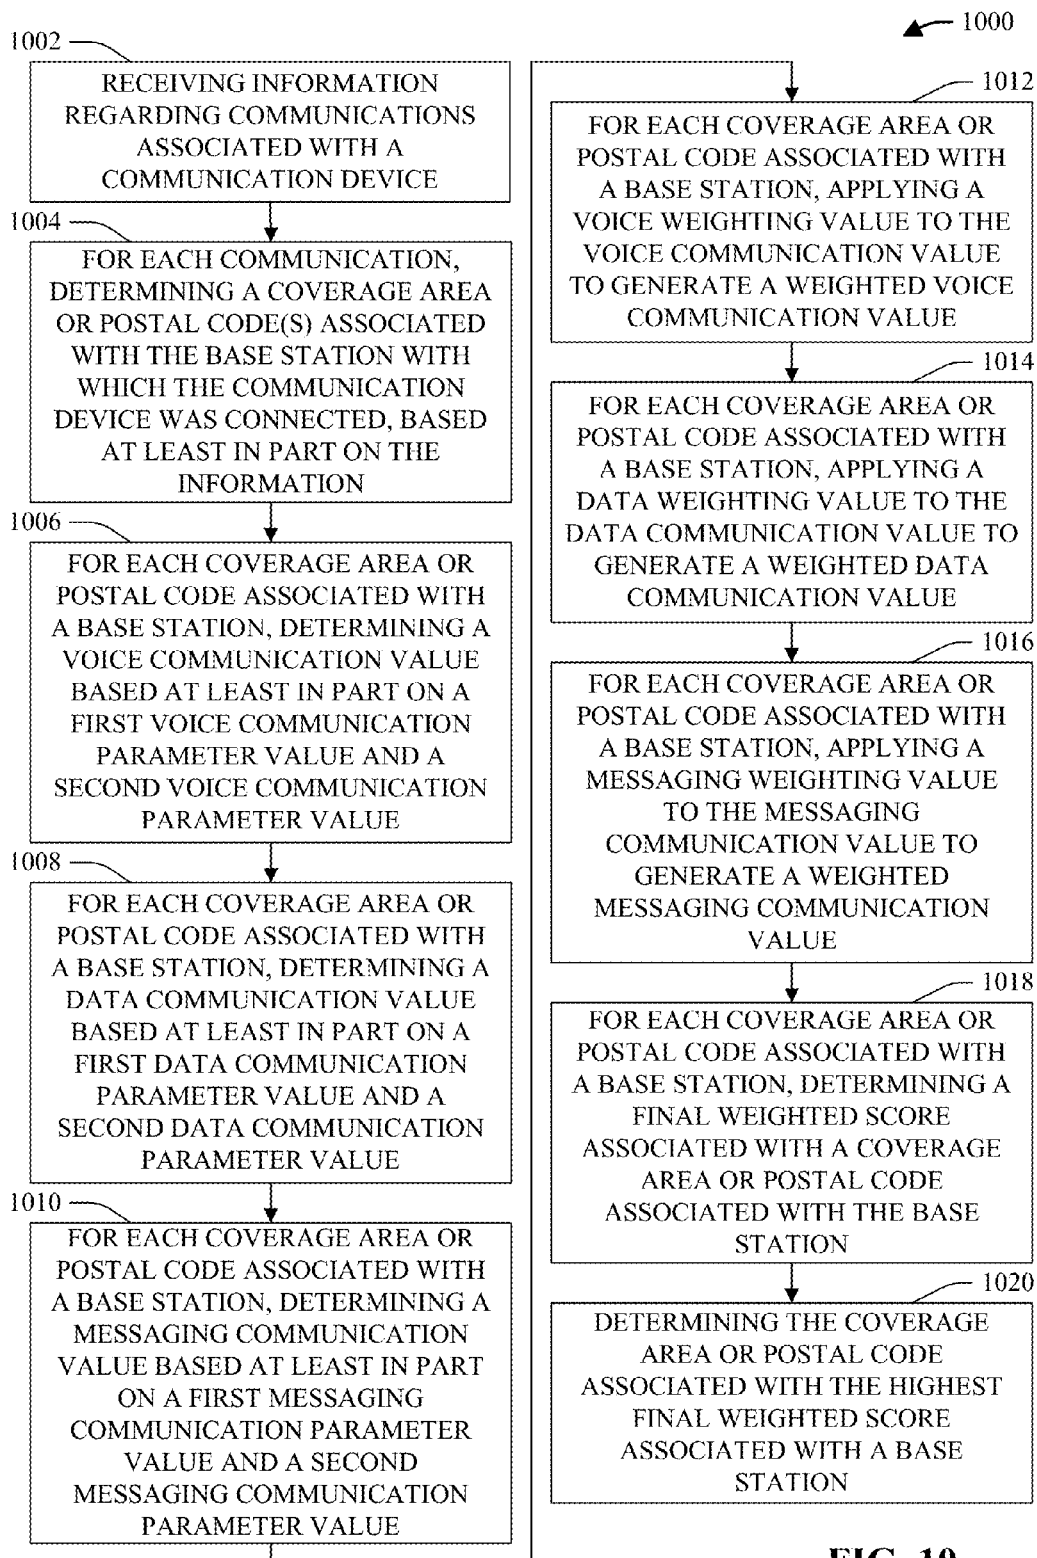 1000
1002
RECEIVING INFORMATION
REGARDING COMMUNICATIONS
ASSOCIATED WITH A
COMMUNICATION DEVICE
1004
FOR EACH COMMUNICATION,
DETERMINING A COVERAGE AREA
OR POSTAL CODE(S) ASSOCIATED
WITH THE BASE STATION WITH
WHICH THE COMMUNICATION
DEVICE WAS CONNECTED, BASED
AT LEAST IN PART ON THE
INFORMATION
1006
FOR EACH COVERAGE AREA OR
POSTAL CODE ASSOCIATED WITH
A BASE STATION, DETERMINING A
VOICE COMMUNICATION VALUE
BASED AT LEAST IN PART ON A
FIRST VOICE COMMUNICATION
PARAMETER VALUE AND A
SECOND VOICE COMMUNICATION
PARAMETER VALUE
1008
FOR EACH COVERAGE AREA OR
POSTAL CODE ASSOCIATED WITH
A BASE STATION, DETERMINING A
DATA COMMUNICATION VALUE
BASED AT LEAST IN PART ON A
FIRST DATA COMMUNICATION
PARAMETER VALUE AND A
SECOND DATA COMMUNICATION
PARAMETER VALUE
1010
FOR EACH COVERAGE AREA OR
POSTAL CODE ASSOCIATED WITH
A BASE STATION, DETERMINING A
MESSAGING COMMUNICATION
VALUE BASED AT LEAST IN PART
ON A FIRST MESSAGING
COMMUNICATION PARAMETER
VALUE AND A SECOND
MESSAGING COMMUNICATION
PARAMETER VALUE
1012
FOR EACH COVERAGE AREA OR
POSTAL CODE ASSOCIATED WITH
A BASE STATION, APPLYING A
VOICE WEIGHTING VALUE TO THE
VOICE COMMUNICATION VALUE
TO GENERATE A WEIGHTED VOICE
COMMUNICATION VALUE
1014
FOR EACH COVERAGE AREA OR
POSTAL CODE ASSOCIATED WITH
A BASE STATION, APPLYING A
DATA WEIGHTING VALUE TO THE
DATA COMMUNICATION VALUE TO
GENERATE A WEIGHTED DATA
COMMUNICATION VALUE
1016
FOR EACH COVERAGE AREA OR
POSTAL CODE ASSOCIATED WITH
A BASE STATION, APPLYING A
MESSAGING WEIGHTING VALUE
TO THE MESSAGING
COMMUNICATION VALUE TO
GENERATE A WEIGHTED
MESSAGING COMMUNICATION
VALUE
1018
FOR EACH COVERAGE AREA OR
POSTAL CODE ASSOCIATED WITH
A BASE STATION, DETERMINING A
FINAL WEIGHTED SCORE
ASSOCIATED WITH A COVERAGE
AREA OR POSTAL CODE
ASSOCIATED WITH THE BASE
STATION
1020
DETERMINING THE COVERAGE
AREA OR POSTAL CODE
ASSOCIATED WITH THE HIGHEST
FINAL WEIGHTED SCORE
ASSOCIATED WITH A BASE
STATION
FIG. 10